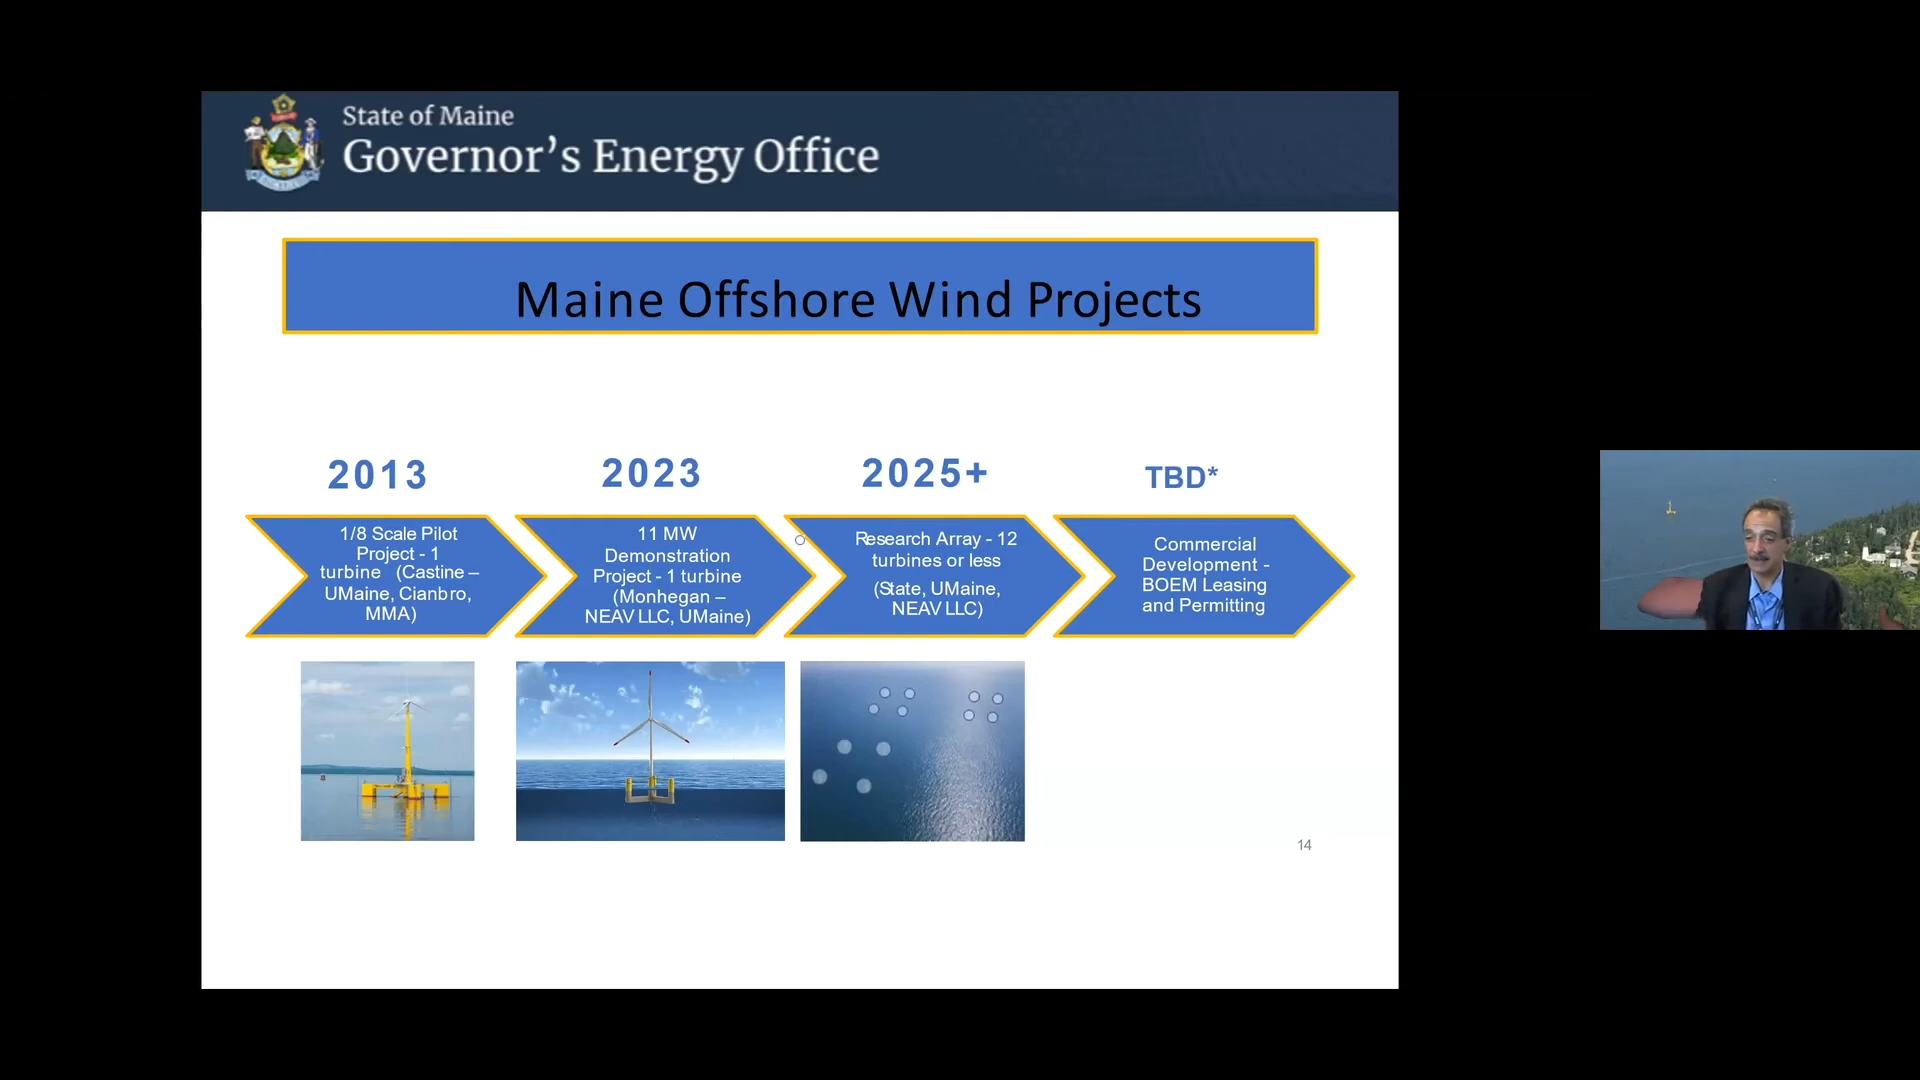 State of Maine
Governor's Energy Office
Maine Offshore Wind Projects
2013
2023
2025+
TBD*
1/8 Scale Pilot
Project - 1
turbine (Castine –
UMaine, Cianbro,
MMA)
11 MW
Demonstration
Project - 1 turbine
(Monhegan –
NEAV LLC, UMaine)
Research Array - 12
turbines or less
(State, UMaine,
NEAV LLC)
Commercial
Development -
BOEM Leasing
and Permitting
14